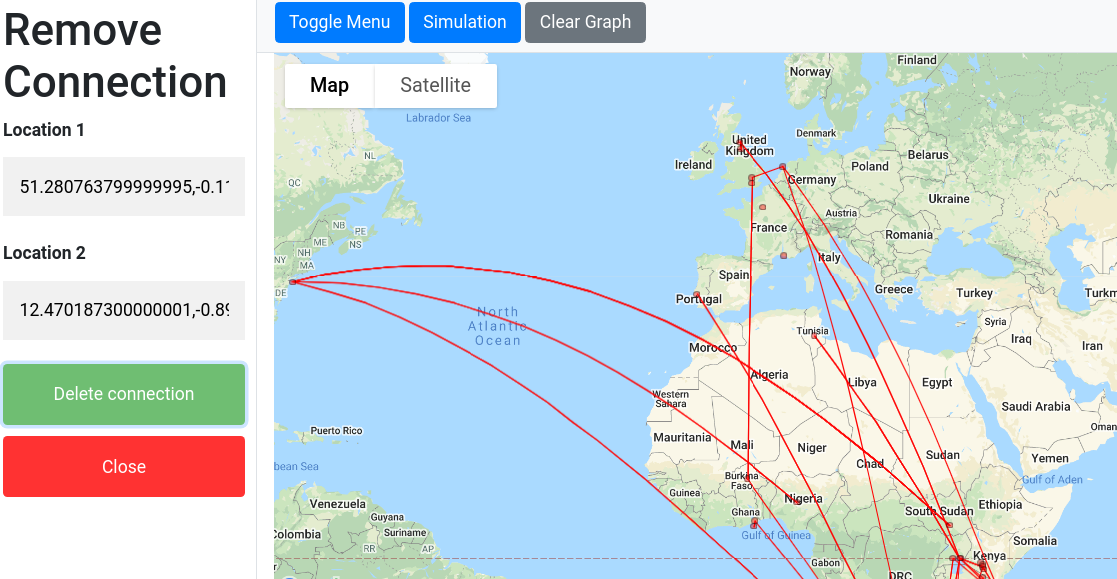 Remove
Connection
Location 1
51.280763799999995,-0.11
Location 2
12.470187300000001,-0.89
Delete connection
Close
Toggle Menu
Simulation
Clear Graph
Map
Satellite
Labrador Sea
Norway
Finland
United
Kingdom
Denmark
Ireland
Belarus
Poland
Germany
NL
QC
Ukraine
Austria
NB
PE
France
Romania
ME
NS
NY
NH
Italy
MA
Spain
Greece
Turkey
Turkm
DE
Portugal
North
Atlantic
Ocean
Tunisia
Syria
Iraq
Iran
Morocco
Algeria
Libya
Egypt
Western
Sahara
Saudi Arabia
Oman
Puerto Rico
Mauritania
Mali
Niger
Sudan
Chad
Yemen
bean Sea
Gulf of Aden
Burkina
Faso
Guinea
Nigeria
Venezuela
Ghana
South Sudan
Ethiopia
Guyana
Suriname
Colombia
Gulf of Guinea
Somalia
RR
AP
Kenya
Gabon
DRC